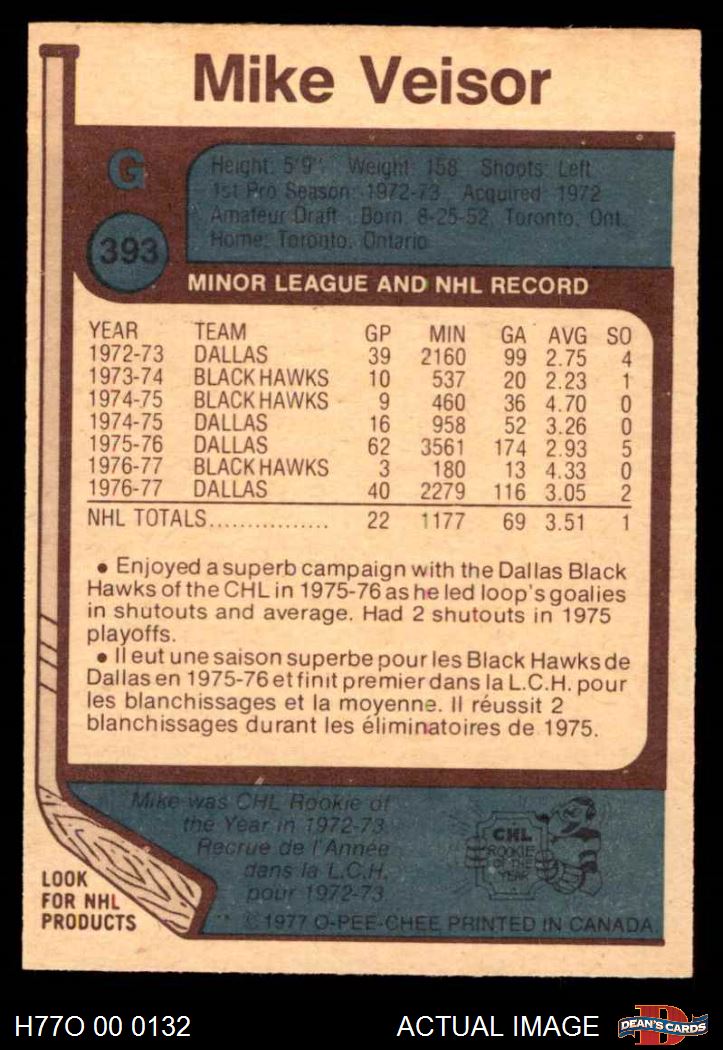 Mike Veisor
G
393
Height: 5'9" Weight: 158 Shoots: Left
1st Pro Season: 1972-73 Acquired: 1972
Amateur Draft Born: 8-25-52, Toronto, Ont.
Home: Toronto, Ontario
MINOR LEAGUE AND NHL RECORD
YEAR TEAM GP MIN GA AVG SO
1972-73 DALLAS 39 2160 99 2.75 4
1973-74 BLACK HAWKS 10 537 20 2.23 1
1974-75 BLACK HAWKS 9 460 36 4.70 0
1974-75 DALLAS 16 958 52 3.26 0
1975-76 DALLAS 62 3561 174 2.93 5
1976-77 BLACK HAWKS 3 180 13 4.33 0
1976-77 DALLAS 40 2279 116 3.05 2
NHL TOTALS................ 22 1177 69 3.51 1
• Enjoyed a superb campaign with the Dallas Black
Hawks of the CHL in 1975-76 as he led loop's goalies
in shutouts and average. Had 2 shutouts in 1975
playoffs.
• Il eut une saison superbe pour les Black Hawks de
Dallas en 1975-76 et finit premier dans la L.C.H. pour
les blanchissages et la moyenne. Il réussit 2
blanchissages durant les éliminatoires de 1975.
Mike was CHL Rookie of
the Year in 1972-73
Recrue de l'Année
dans la L.C.H.
pour 1972-73
CHL
ROOKIE
OF THE
YEAR
LOOK
FOR NHL
PRODUCTS
©1977 O-PEE-CHEE PRINTED IN CANADA
H77O 00 0132
ACTUAL IMAGE
D
DEAN'S CARDS